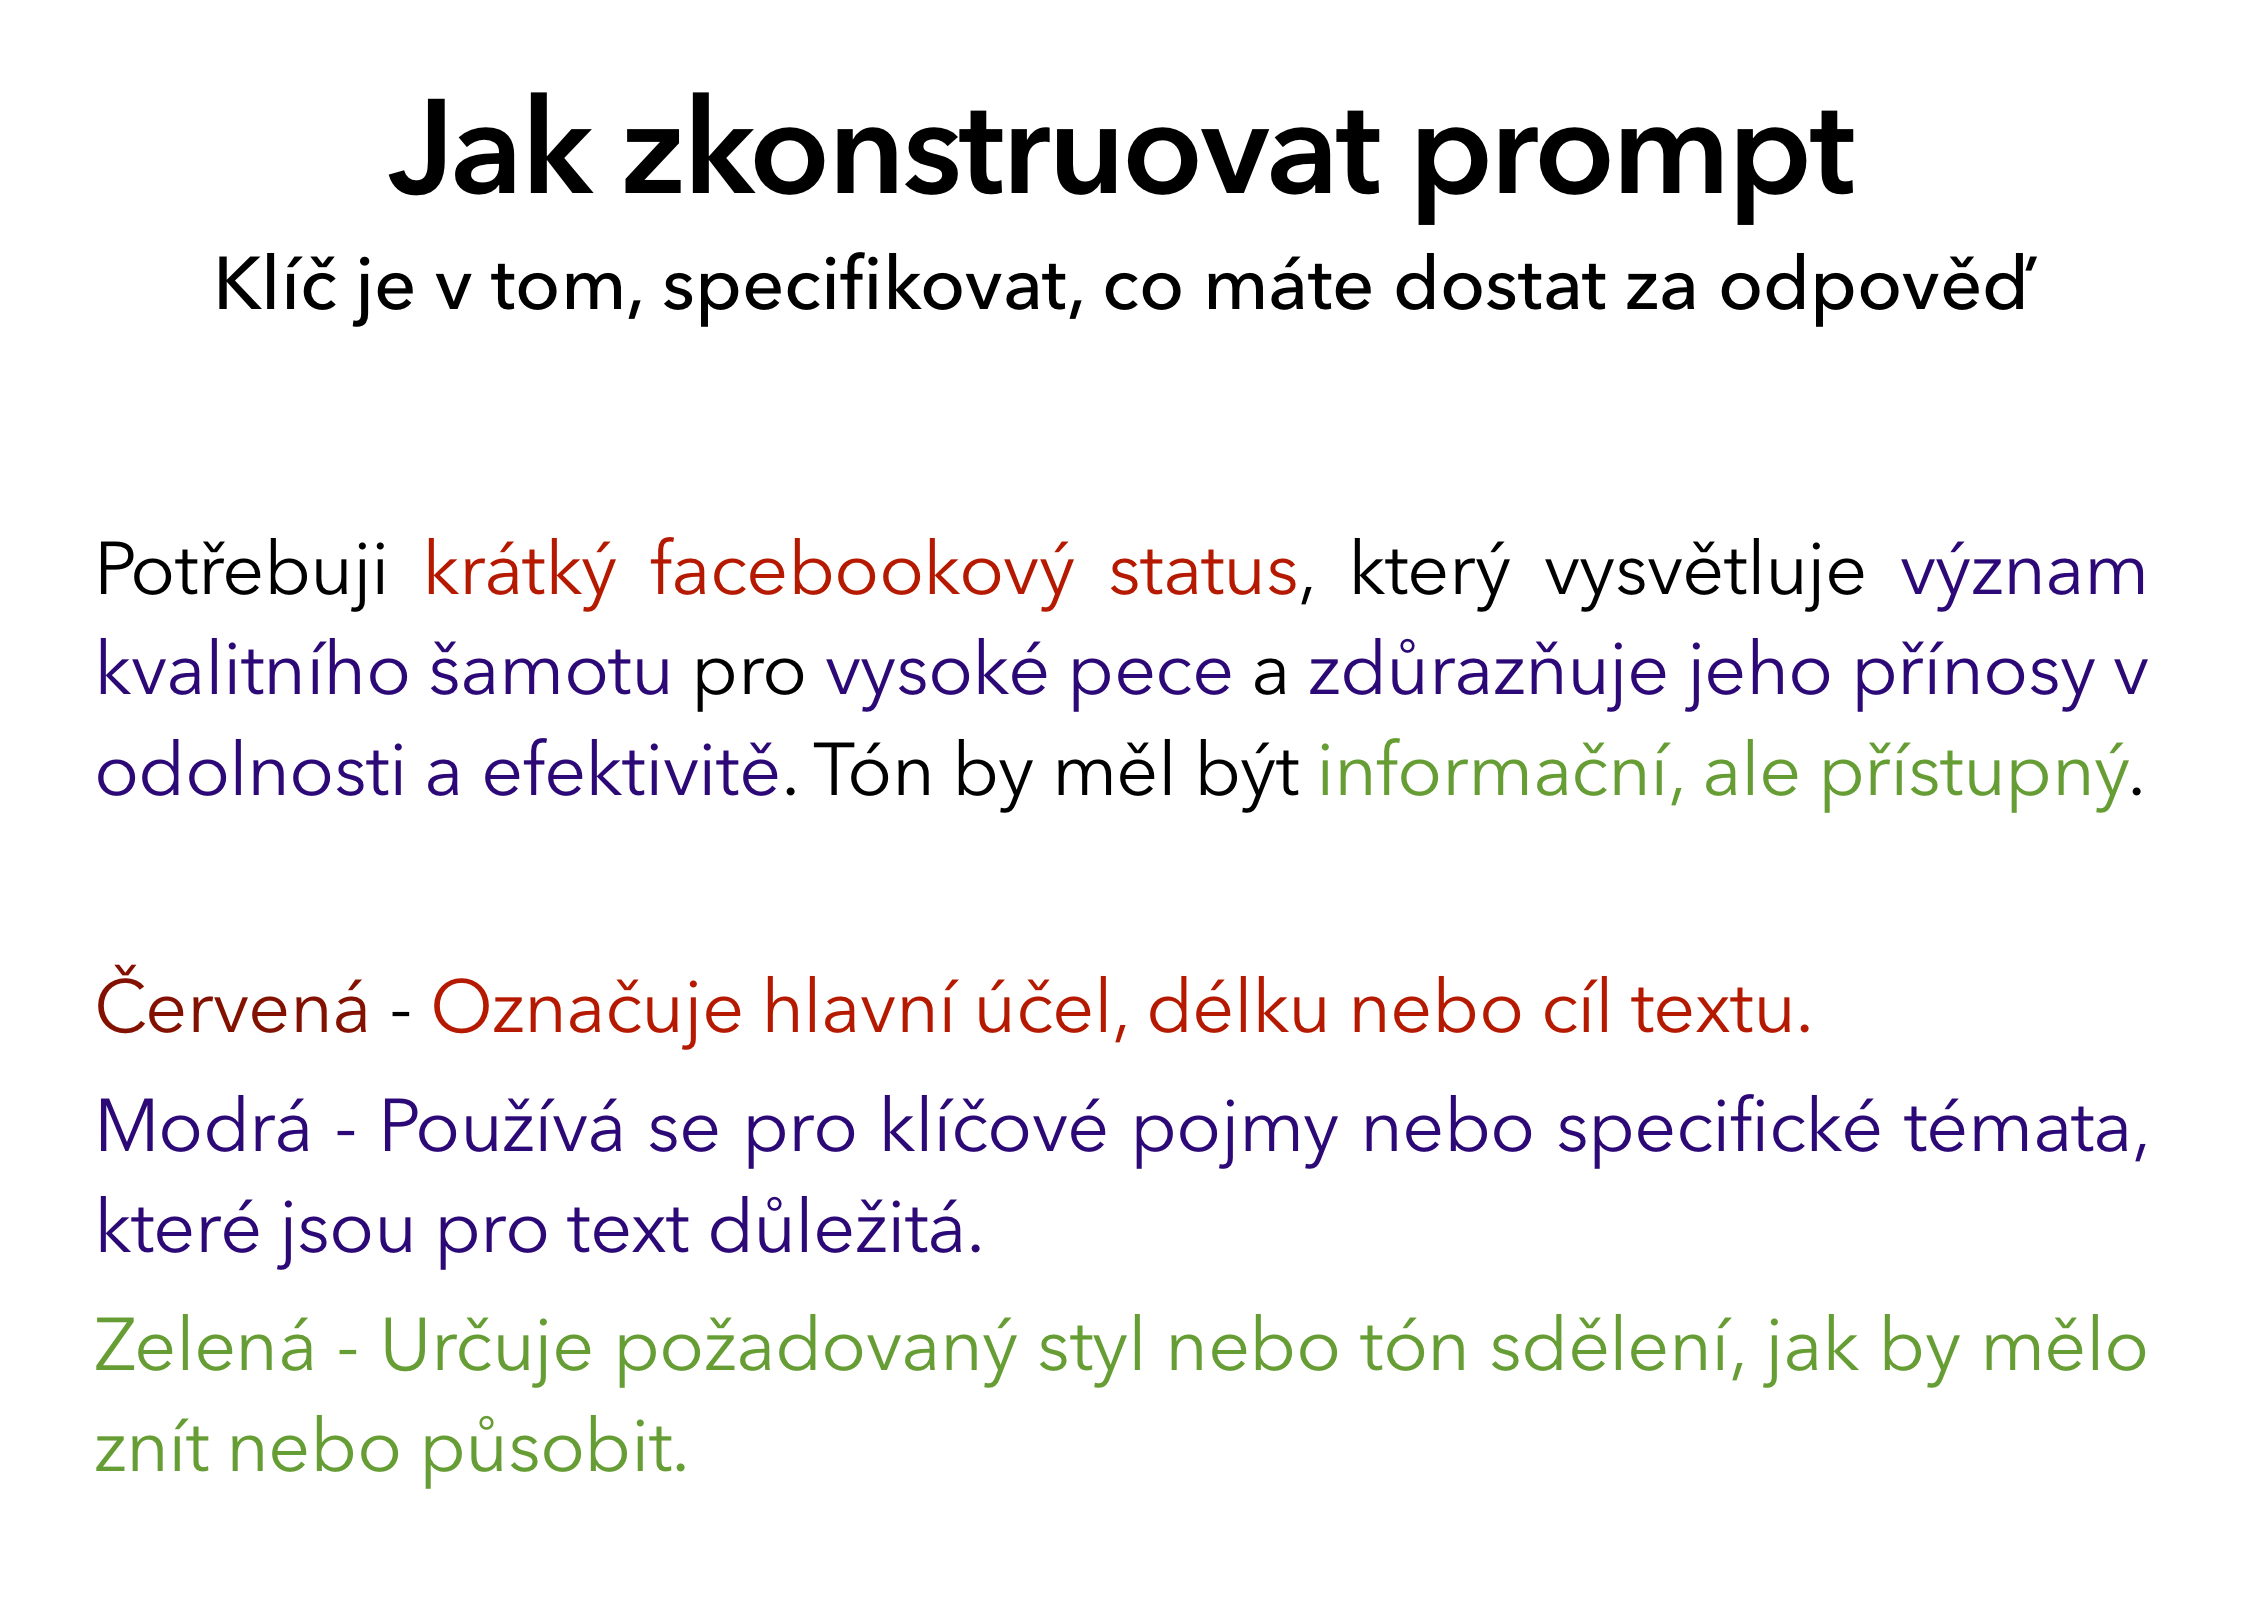 Jak zkonstruovat prompt
Klíč je v tom, specifikovat, co máte dostat za odpověď
Potřebuji krátký facebookový status, který vysvětluje význam
kvalitního šamotu pro vysoké pece a zdůrazňuje jeho přínosy v
odolnosti a efektivitě. Tón by měl být informační, ale přístupný.
Červená - Označuje hlavní účel, délku nebo cíl textu.
Modrá - Používá se pro klíčové pojmy nebo specifické témata,
které jsou pro text důležitá.
Zelená - Určuje požadovaný styl nebo tón sdělení, jak by mělo
znít nebo působit.